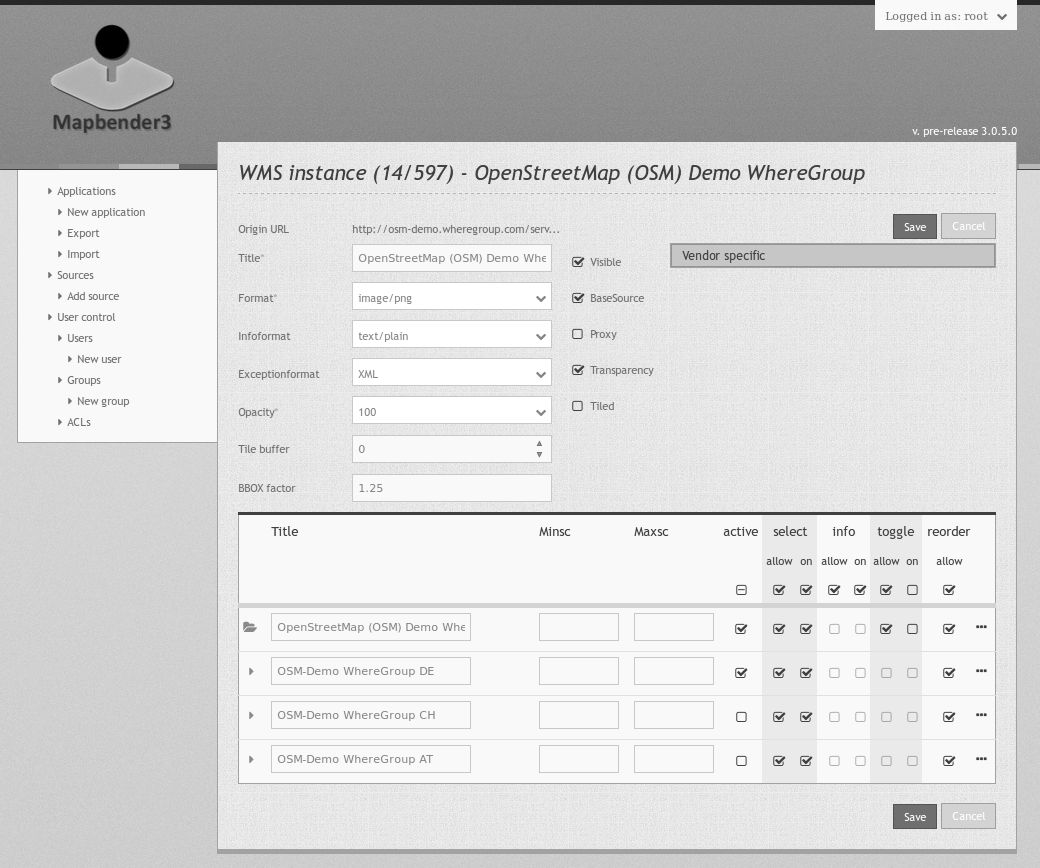 Logged in as: root
Mapbender3
v. pre-release 3.0.5.0
Applications
New application
Export
Import
Sources
Add source
User control
Users
New user
Groups
New group
ACLs
WMS instance (14/597) - OpenStreetMap (OSM) Demo WhereGroup
Origin URL http://osm-demo.wheregroup.com/serv...
Save Cancel
Title* OpenStreetMap (OSM) Demo Whe
Visible
Vendor specific
Format* image/png
BaseSource
Infoformat text/plain
Proxy
Exceptionformat XML
Transparency
Opacity* 100
Tiled
Tile buffer 0
BBOX factor 1.25
Title Minsc Maxsc active select info toggle reorder
allow on allow on allow on allow
OpenStreetMap (OSM) Demo Whe
OSM-Demo WhereGroup DE
OSM-Demo WhereGroup CH
OSM-Demo WhereGroup AT
Save Cancel